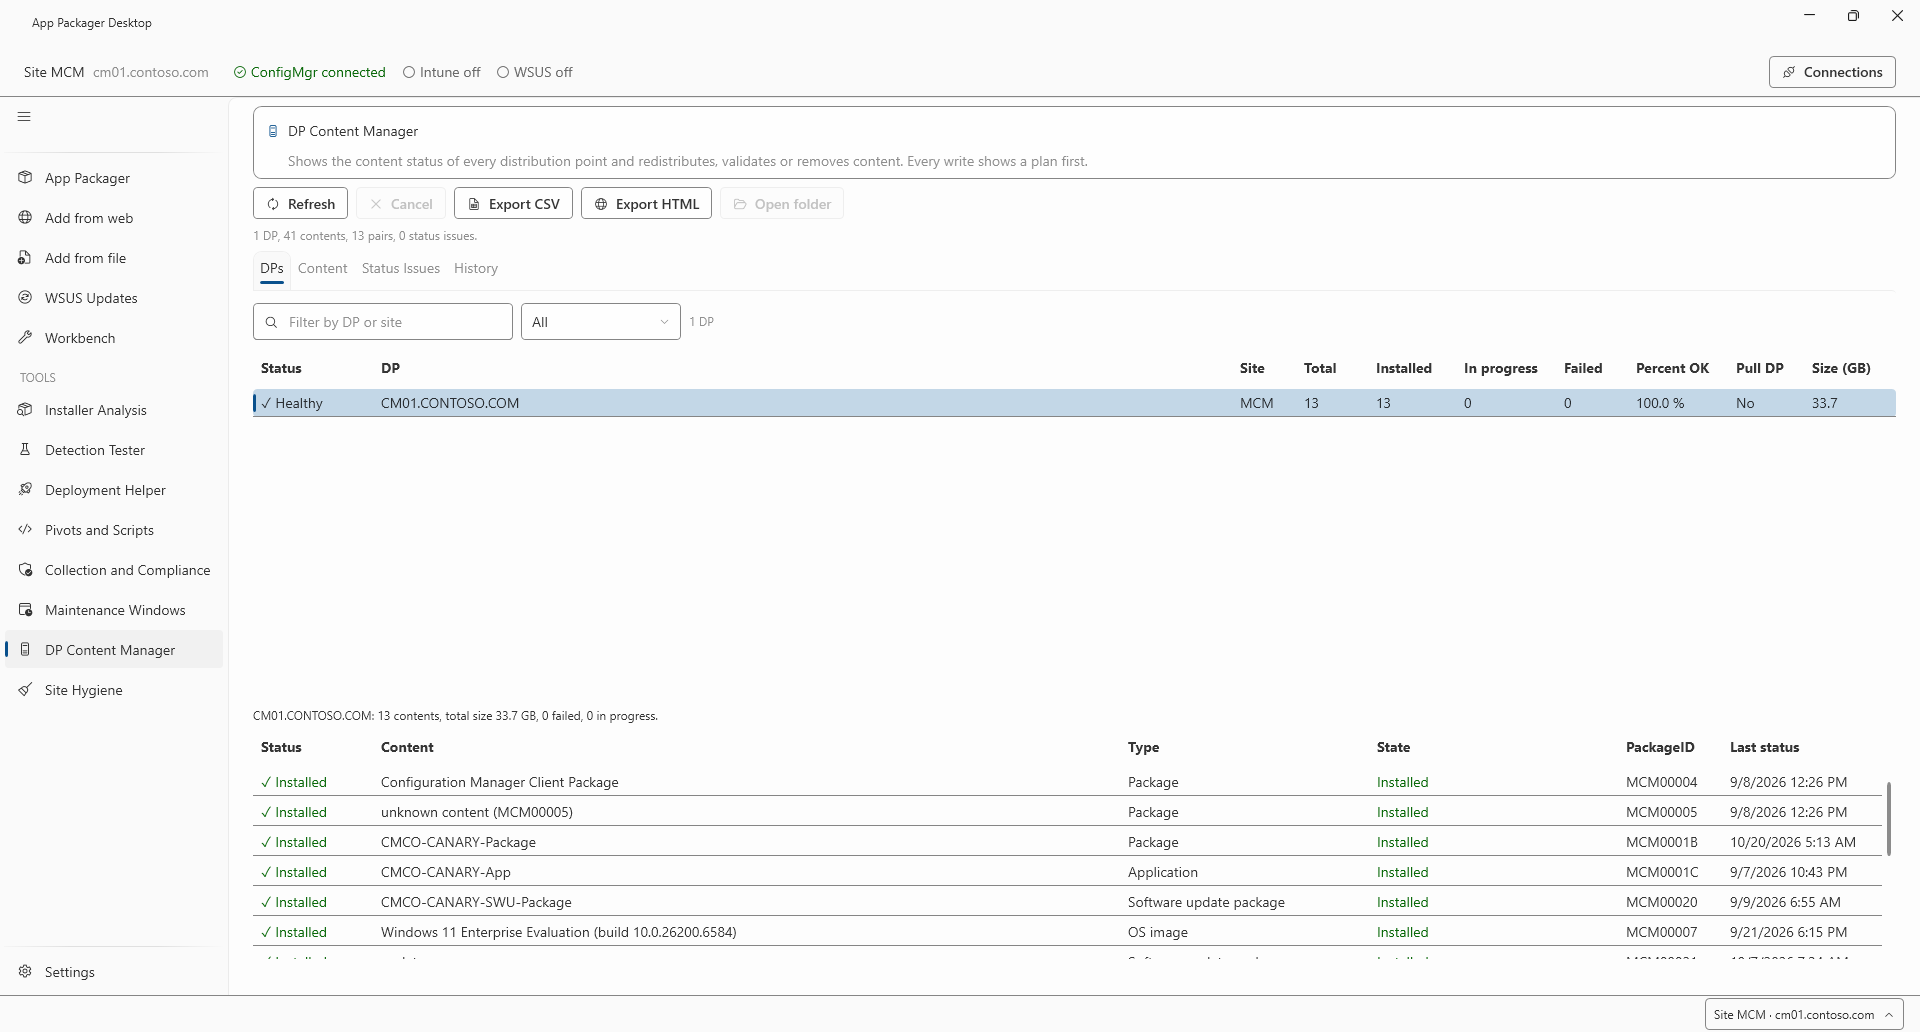 App Packager Desktop
Site MCM cm01.contoso.com ConfigMgr connected Intune off WSUS off Connections
DP Content Manager
Shows the content status of every distribution point and redistributes, validates or removes content. Every write shows a plan first.
Refresh Cancel Export CSV Export HTML Open folder
1 DP, 41 contents, 13 pairs, 0 status issues.
DPs Content Status Issues History
Filter by DP or site All 1 DP
Status DP Site Total Installed In progress Failed Percent OK Pull DP Size (GB)
✓ Healthy CM01.CONTOSO.COM MCM 13 13 0 0 100.0 % No 33.7
App Packager
Add from web
Add from file
WSUS Updates
Workbench
TOOLS
Installer Analysis
Detection Tester
Deployment Helper
Pivots and Scripts
Collection and Compliance
Maintenance Windows
DP Content Manager
Site Hygiene
Settings
CM01.CONTOSO.COM: 13 contents, total size 33.7 GB, 0 failed, 0 in progress.
Status Content Type State PackageID Last status
✓ Installed Configuration Manager Client Package Package Installed MCM00004 9/8/2026 12:26 PM
✓ Installed unknown content (MCM00005) Package Installed MCM00005 9/8/2026 12:26 PM
✓ Installed CMCO-CANARY-Package Package Installed MCM0001B 10/20/2026 5:13 AM
✓ Installed CMCO-CANARY-App Application Installed MCM0001C 9/7/2026 10:43 PM
✓ Installed CMCO-CANARY-SWU-Package Software update package Installed MCM00020 9/9/2026 6:55 AM
✓ Installed Windows 11 Enterprise Evaluation (build 10.0.26200.6584) OS image Installed MCM00007 9/21/2026 6:15 PM
Site MCM · cm01.contoso.com